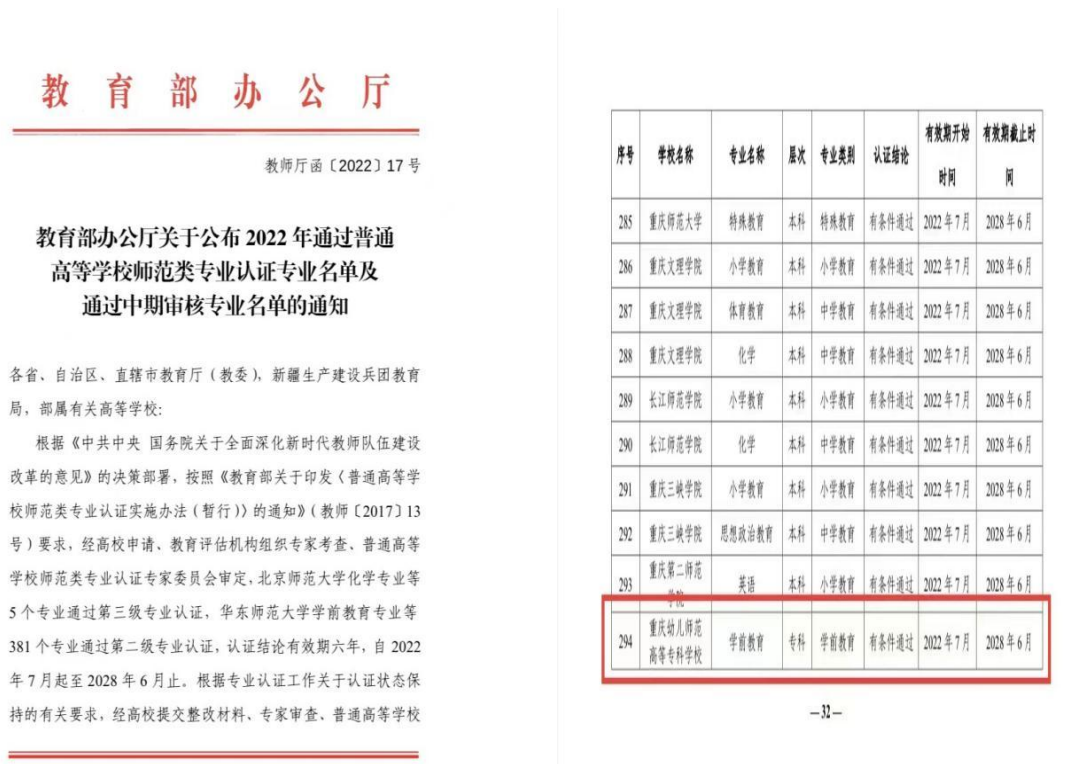 教育部办公厅
教师厅函〔2022〕17号
教育部办公厅关于公布2022年通过普通
高等学校师范类专业认证专业名单及
通过中期审核专业名单的通知
各省、自治区、直辖市教育厅（教委），新疆生产建设兵团教育
局，部属有关高等学校：
根据《中共中央 国务院关于全面深化新时代教师队伍建设
改革的意见》的决策部署，按照《教育部关于印发〈普通高等学
校师范类专业认证实施办法（暂行）〉的通知》（教师〔2017〕13
号）要求，经高校申请、教育评估机构组织专家考查、普通高等
学校师范类专业认证专家委员会审定，北京师范大学化学专业等
5个专业通过第三级专业认证，华东师范大学学前教育专业等
381个专业通过第二级专业认证，认证结论有效期六年，自2022
年7月起至2028年6月止。根据专业认证工作关于认证状态保
持的有关要求，经高校提交整改材料、专家审查、普通高等学校
序号 学校名称 专业名称 层次 专业类别 认证结论 有效期开始时间 有效期截止时间
285 重庆师范大学 特殊教育 本科 特殊教育 有条件通过 2022年7月 2028年6月
286 重庆文理学院 小学教育 本科 小学教育 有条件通过 2022年7月 2028年6月
287 重庆文理学院 体育教育 本科 中学教育 有条件通过 2022年7月 2028年6月
288 重庆文理学院 化学 本科 中学教育 有条件通过 2022年7月 2028年6月
289 长江师范学院 小学教育 本科 小学教育 有条件通过 2022年7月 2028年6月
290 长江师范学院 化学 本科 中学教育 有条件通过 2022年7月 2028年6月
291 重庆三峡学院 小学教育 本科 小学教育 有条件通过 2022年7月 2028年6月
292 重庆三峡学院 思想政治教育 本科 中学教育 有条件通过 2022年7月 2028年6月
293 重庆第二师范学院 英语 本科 小学教育 有条件通过 2022年7月 2028年6月
294 重庆幼儿师范高等专科学校 学前教育 专科 学前教育 有条件通过 2022年7月 2028年6月
—32—